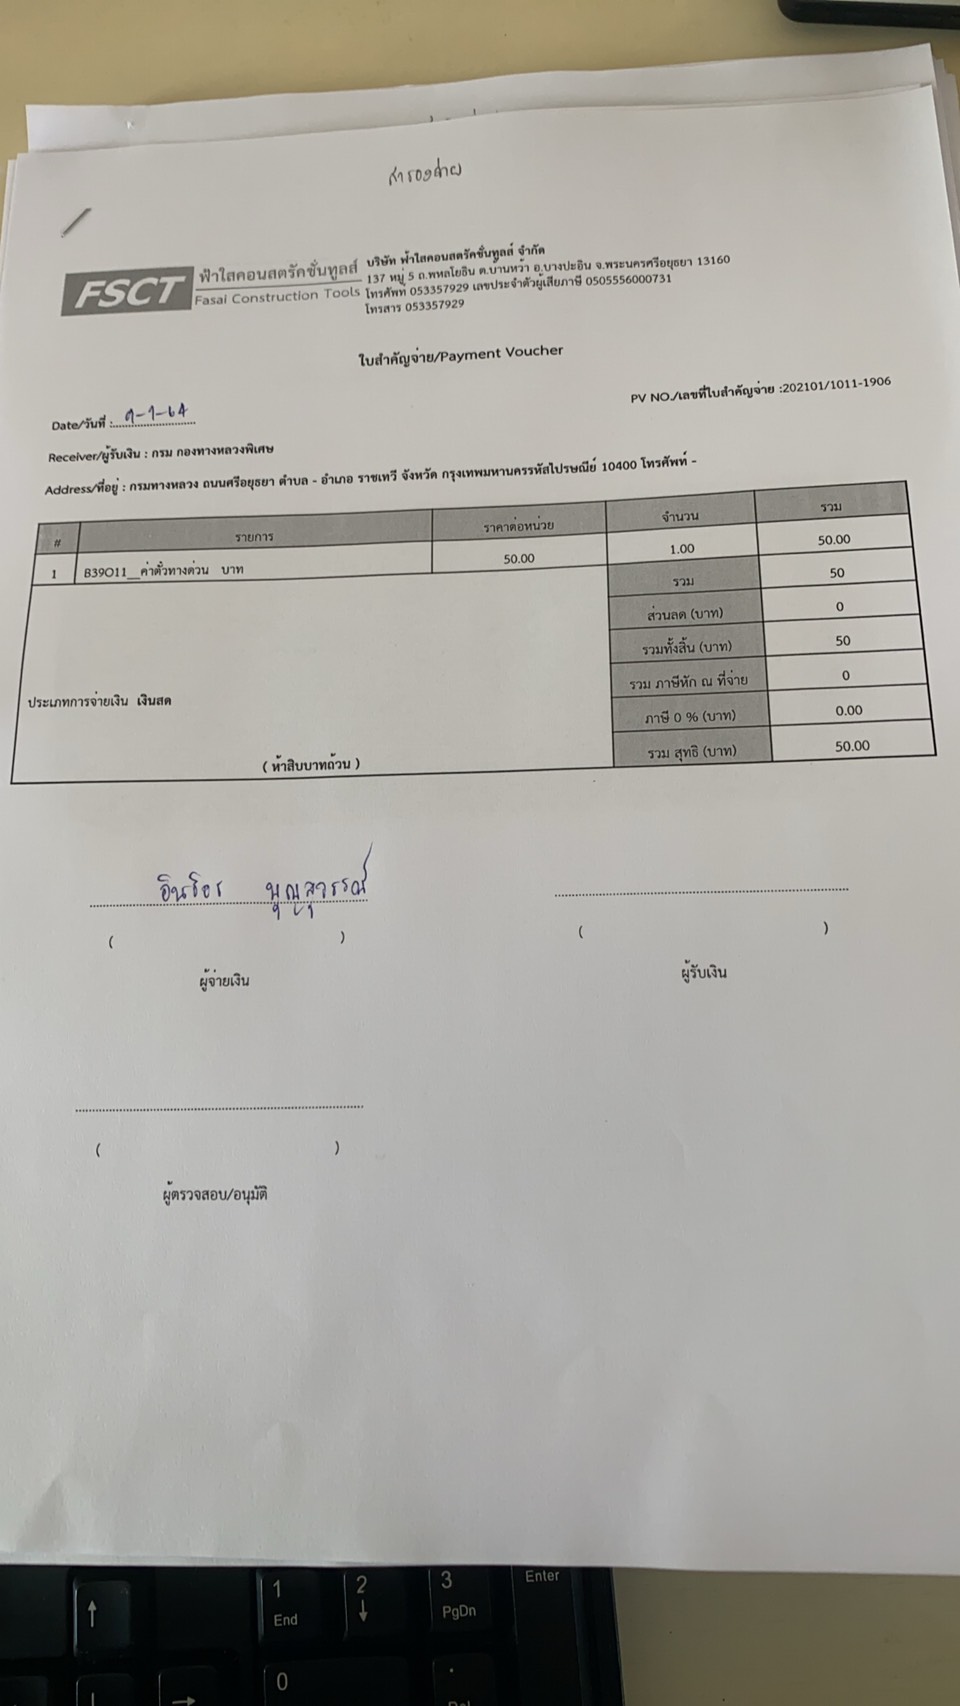 สำรองจ่าย
FSCT
ฟ้าใสคอนสตรัคชั่นทูลส์
Fasai Construction Tools
บริษัท ฟ้าใสคอนสตรัคชั่นทูลส์ จำกัด
137 หมู่ 5 ถ.พหลโยธิน ต.บ้านหว้า อ.บางปะอิน จ.พระนครศรีอยุธยา 13160
โทรศัพท์ 053357929 เลขประจำตัวผู้เสียภาษี 0505556000731
โทรสาร 053357929
ใบสำคัญจ่าย/Payment Voucher
PV NO./เลขที่ใบสำคัญจ่าย :202101/1011-1906
Date/วันที่ : 9-1-64
Receiver/ผู้รับเงิน : กรม กองทางหลวงพิเศษ
Address/ที่อยู่ : กรมทางหลวง ถนนศรีอยุธยา ตำบล - อำเภอ ราชเทวี จังหวัด กรุงเทพมหานครรหัสไปรษณีย์ 10400 โทรศัพท์ -
# รายการ ราคาต่อหน่วย จำนวน รวม
1 B39O11__ค่าตั๋วทางด่วน บาท 50.00 1.00 50.00
รวม 50
ส่วนลด (บาท) 0
รวมทั้งสิ้น (บาท) 50
รวม ภาษีหัก ณ ที่จ่าย 0
ประเภทการจ่ายเงิน เงินสด
ภาษี 0 % (บาท) 0.00
( ห้าสิบบาทถ้วน )
รวม สุทธิ (บาท) 50.00
บุญสุวรรณ์
( )
( )
ผู้จ่ายเงิน
ผู้รับเงิน
( )
ผู้ตรวจสอบ/อนุมัติ
1
End
2
3
PgDn
Enter
0
.